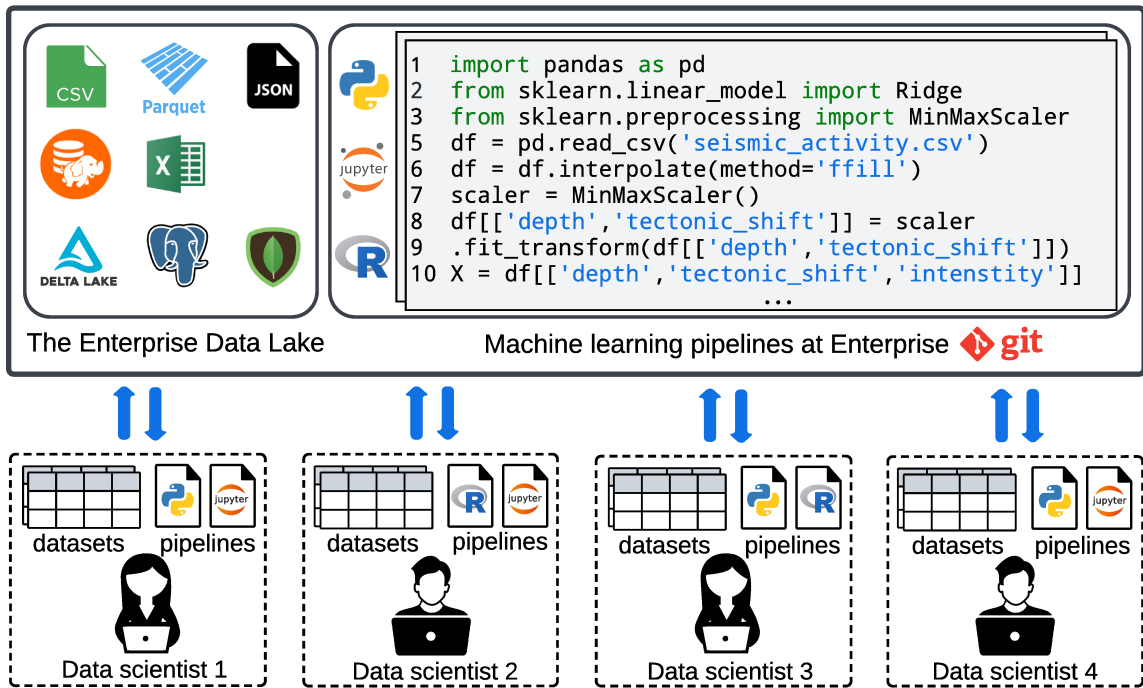 CSV
Parquet
JSON
X
DELTA LAKE
The Enterprise Data Lake
jupyter
R
1 import pandas as pd
2 from sklearn.linear_model import Ridge
3 from sklearn.preprocessing import MinMaxScaler
5 df = pd.read_csv('seismic_activity.csv')
6 df = df.interpolate(method='ffill')
7 scaler = MinMaxScaler()
8 df[['depth','tectonic_shift']] = scaler
9 .fit_transform(df[['depth','tectonic_shift']])
10 X = df[['depth','tectonic_shift','intenstity']]
...
Machine learning pipelines at Enterprise git
jupyter
datasets pipelines
Data scientist 1
R jupyter
datasets pipelines
Data scientist 2
R
datasets pipelines
Data scientist 3
jupyter
datasets pipelines
Data scientist 4